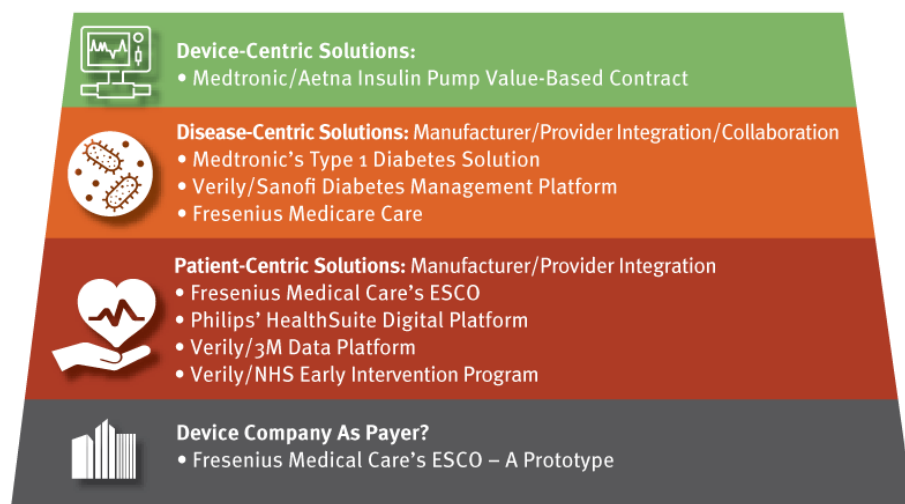 Device-Centric Solutions:
• Medtronic/Aetna Insulin Pump Value-Based Contract
Disease-Centric Solutions: Manufacturer/Provider Integration/Collaboration
• Medtronic's Type 1 Diabetes Solution
• Verily/Sanofi Diabetes Management Platform
• Fresenius Medicare Care
Patient-Centric Solutions: Manufacturer/Provider Integration
• Fresenius Medical Care's ESCO
• Philips' HealthSuite Digital Platform
• Verily/3M Data Platform
• Verily/NHS Early Intervention Program
Device Company As Payer?
• Fresenius Medical Care's ESCO – A Prototype